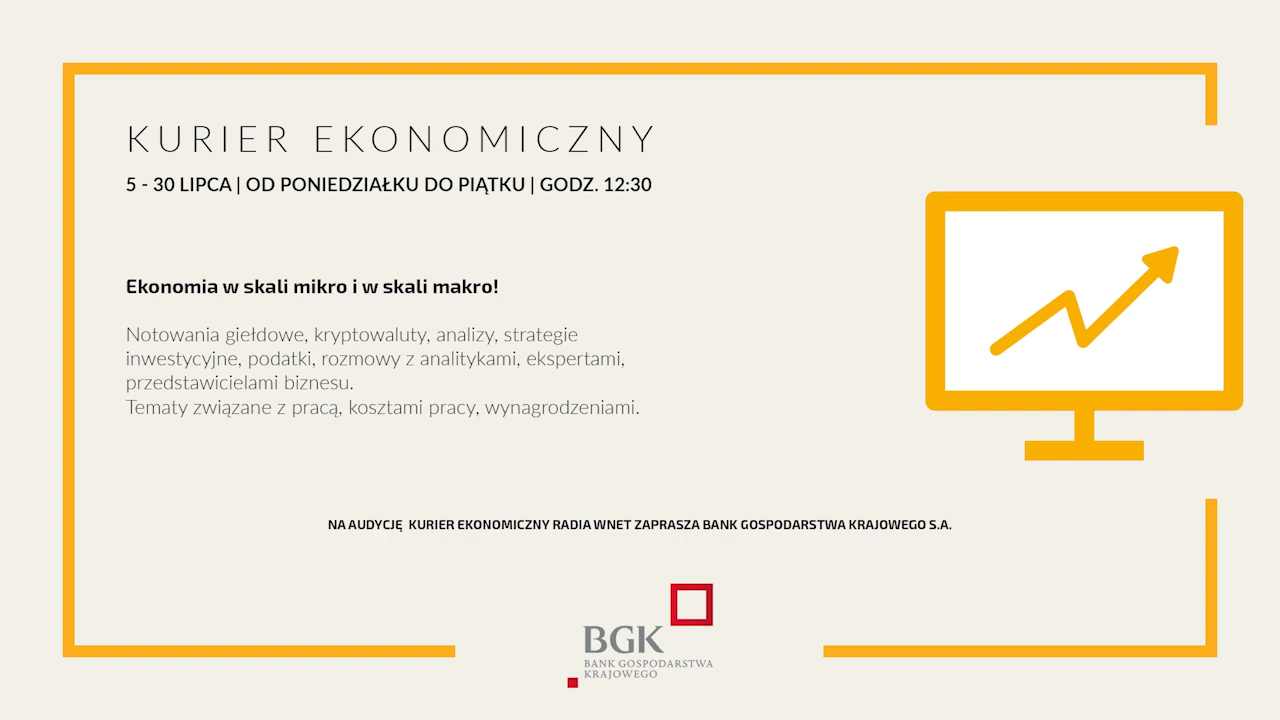 KURIER EKONOMICZNY
5 - 30 LIPCA | OD PONIEDZIAŁKU DO PIĄTKU | GODZ. 12:30
Ekonomia w skali mikro i w skali makro!
Notowania giełdowe, kryptowaluty, analizy, strategie
inwestycyjne, podatki, rozmowy z analitykami, ekspertami,
przedstawicielami biznesu.
Tematy związane z pracą, kosztami pracy, wynagrodzeniami.
NA AUDYCJĘ KURIER EKONOMICZNY RADIA WNET ZAPRASZA BANK GOSPODARSTWA KRAJOWEGO S.A.
BGK
BANK GOSPODARSTWA
KRAJOWEGO